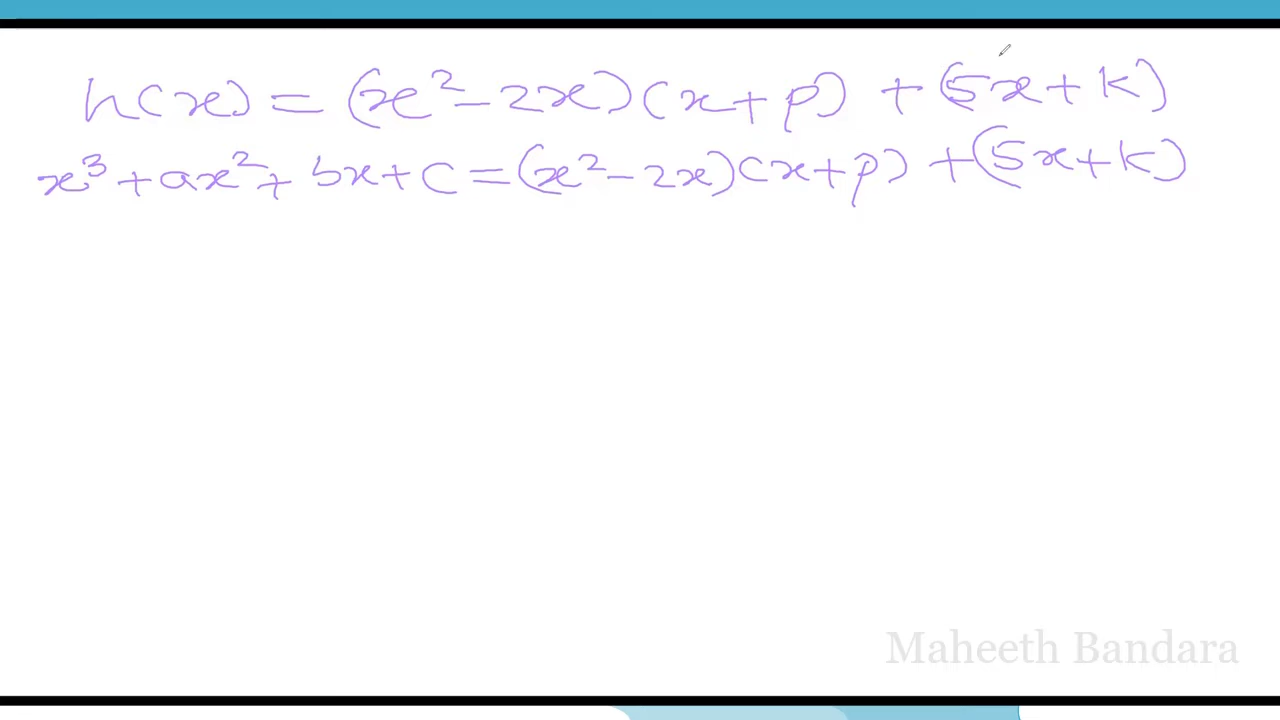 h(x) = (x² - 2x)(x + p) + (5x + k)
x³ + ax² + bx + c = (x² - 2x)(x + p) + (5x + k)
Maheeth Bandara